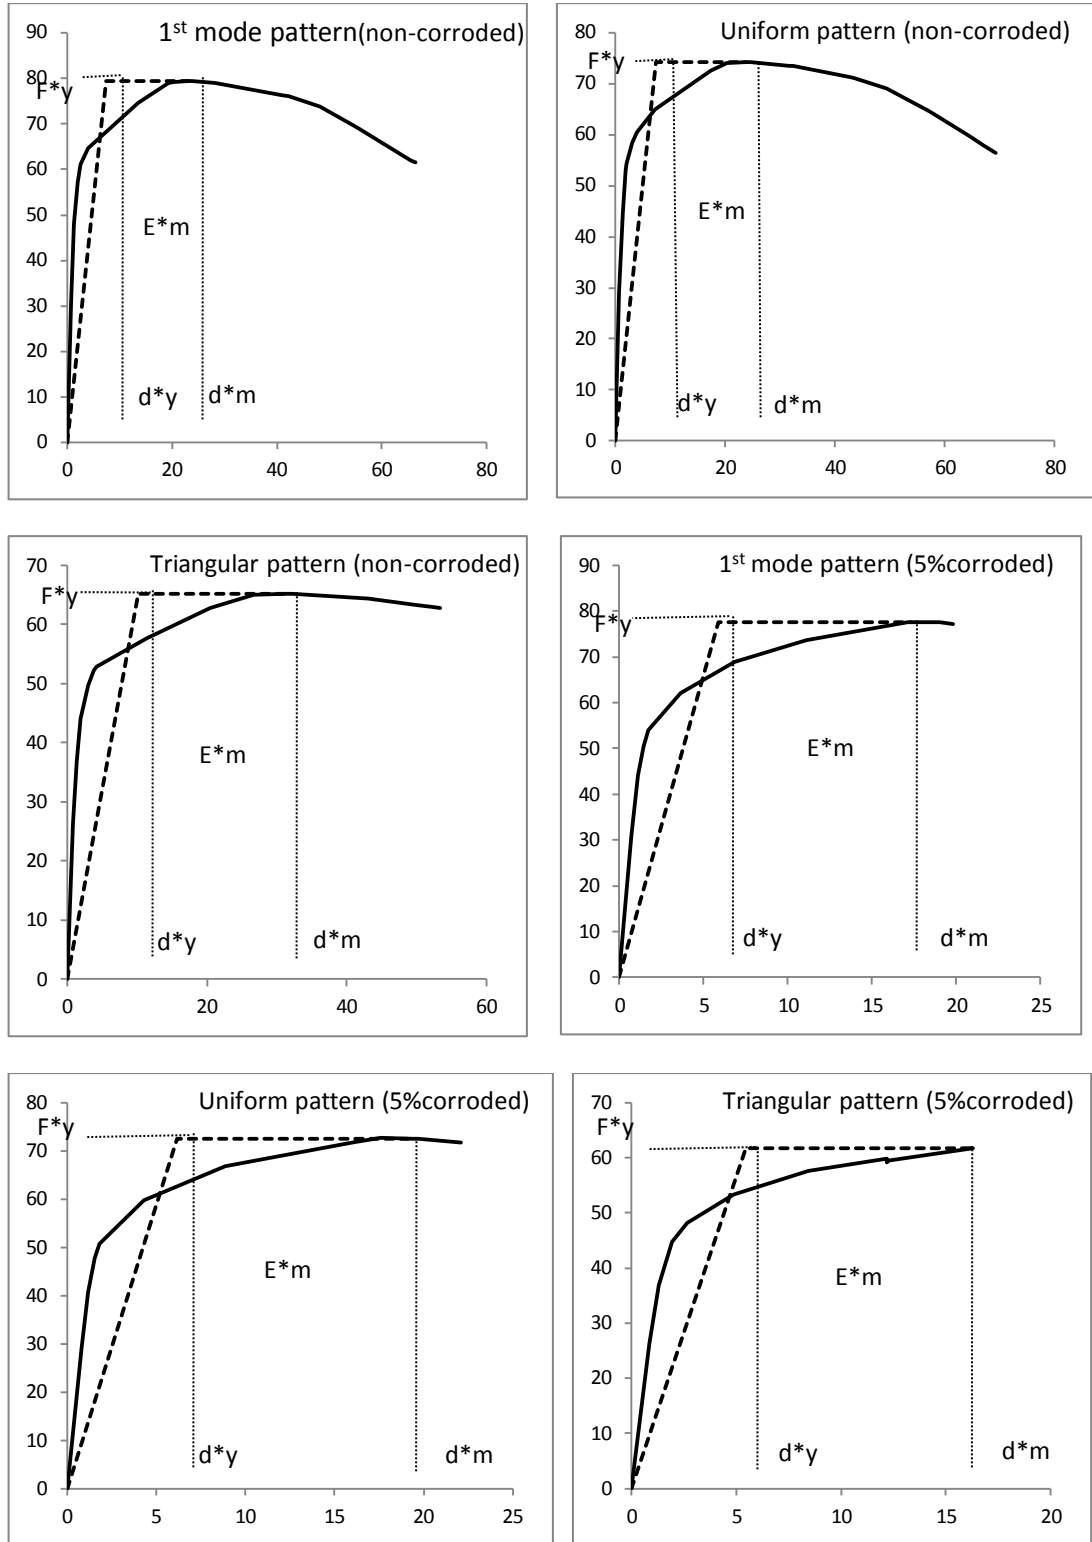 1st mode pattern(non-corroded)
90
80
70
60
50
40
30
20
10
0
F*y
E*m
d*y
d*m
0 20 40 60 80
Uniform pattern (non-corroded)
80
70
60
50
40
30
20
10
0
F*y
E*m
d*y
d*m
0 20 40 60 80
Triangular pattern (non-corroded)
70
60
50
40
30
20
10
0
F*y
E*m
d*y
d*m
0 20 40 60
1st mode pattern (5%corroded)
90
80
70
60
50
40
30
20
10
0
F*y
E*m
d*y
d*m
0 5 10 15 20 25
Uniform pattern (5%corroded)
80
70
60
50
40
30
20
10
0
F*y
E*m
d*y
d*m
0 5 10 15 20 25
Triangular pattern (5%corroded)
70
60
50
40
30
20
10
0
F*y
E*m
d*y
d*m
0 5 10 15 20